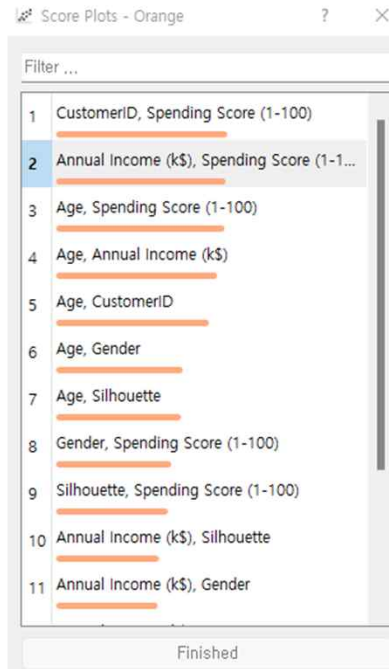 Score Plots - Orange
Filter ...
1 CustomerID, Spending Score (1-100)
2 Annual Income (k$), Spending Score (1-1...
3 Age, Spending Score (1-100)
4 Age, Annual Income (k$)
5 Age, CustomerID
6 Age, Gender
7 Age, Silhouette
8 Gender, Spending Score (1-100)
9 Silhouette, Spending Score (1-100)
10 Annual Income (k$), Silhouette
11 Annual Income (k$), Gender
Finished